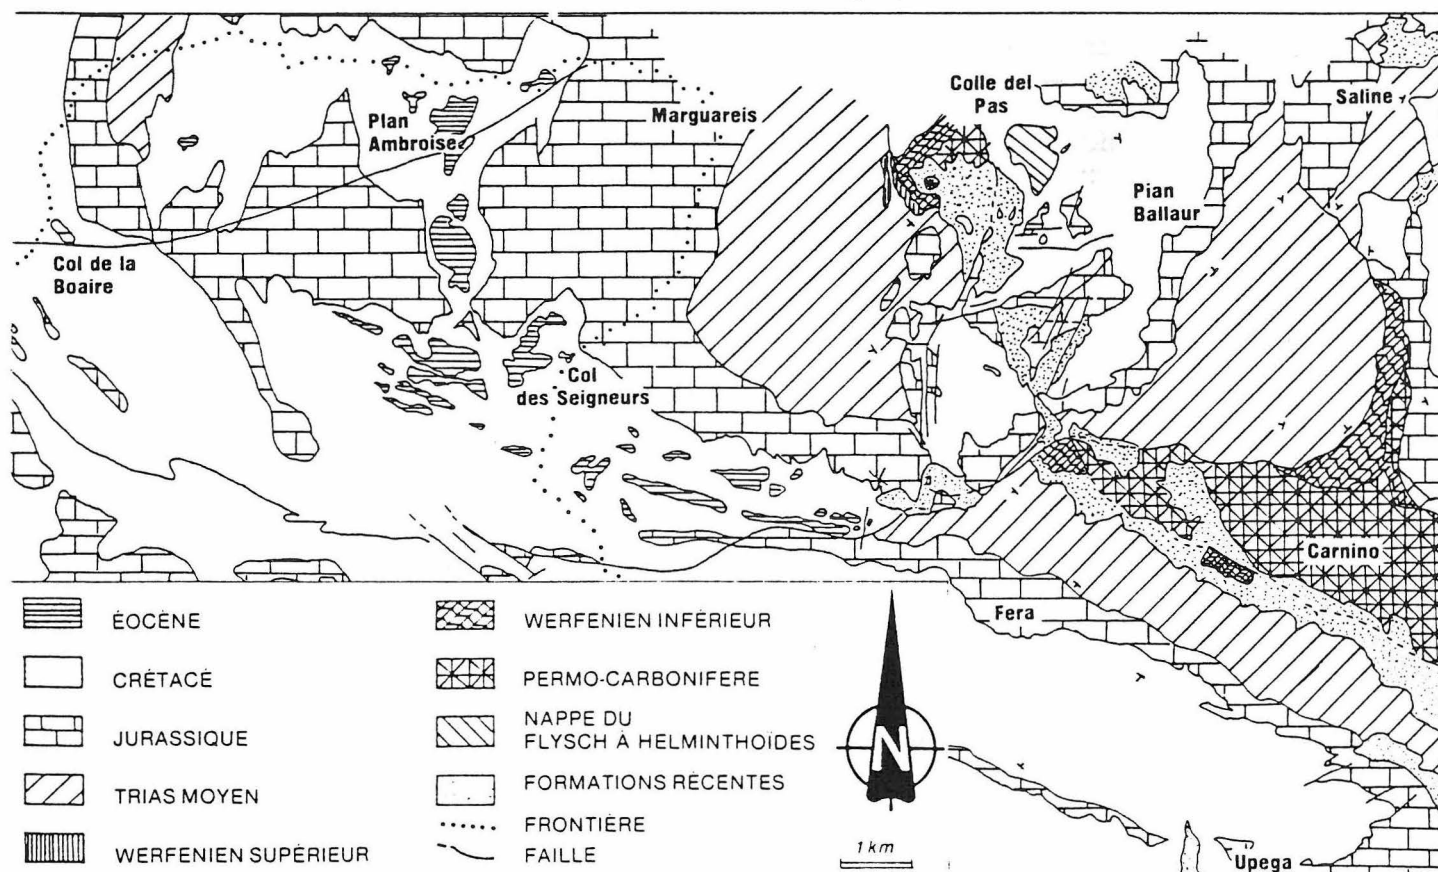 Colle del
Pas
Saline
Marguareis
Plan
Ambroise
Pian
Ballaur
Col de la
Boaire
Col
des Seigneurs
Carnino
Fera
Upega
ÉOCÈNE
CRÉTACÉ
JURASSIQUE
TRIAS MOYEN
WERFENIEN SUPÉRIEUR
WERFENIEN INFÉRIEUR
PERMO-CARBONIFERE
NAPPE DU
FLYSCH À HELMINTHOÏDES
FORMATIONS RÉCENTES
FRONTIÈRE
FAILLE
N
1 km